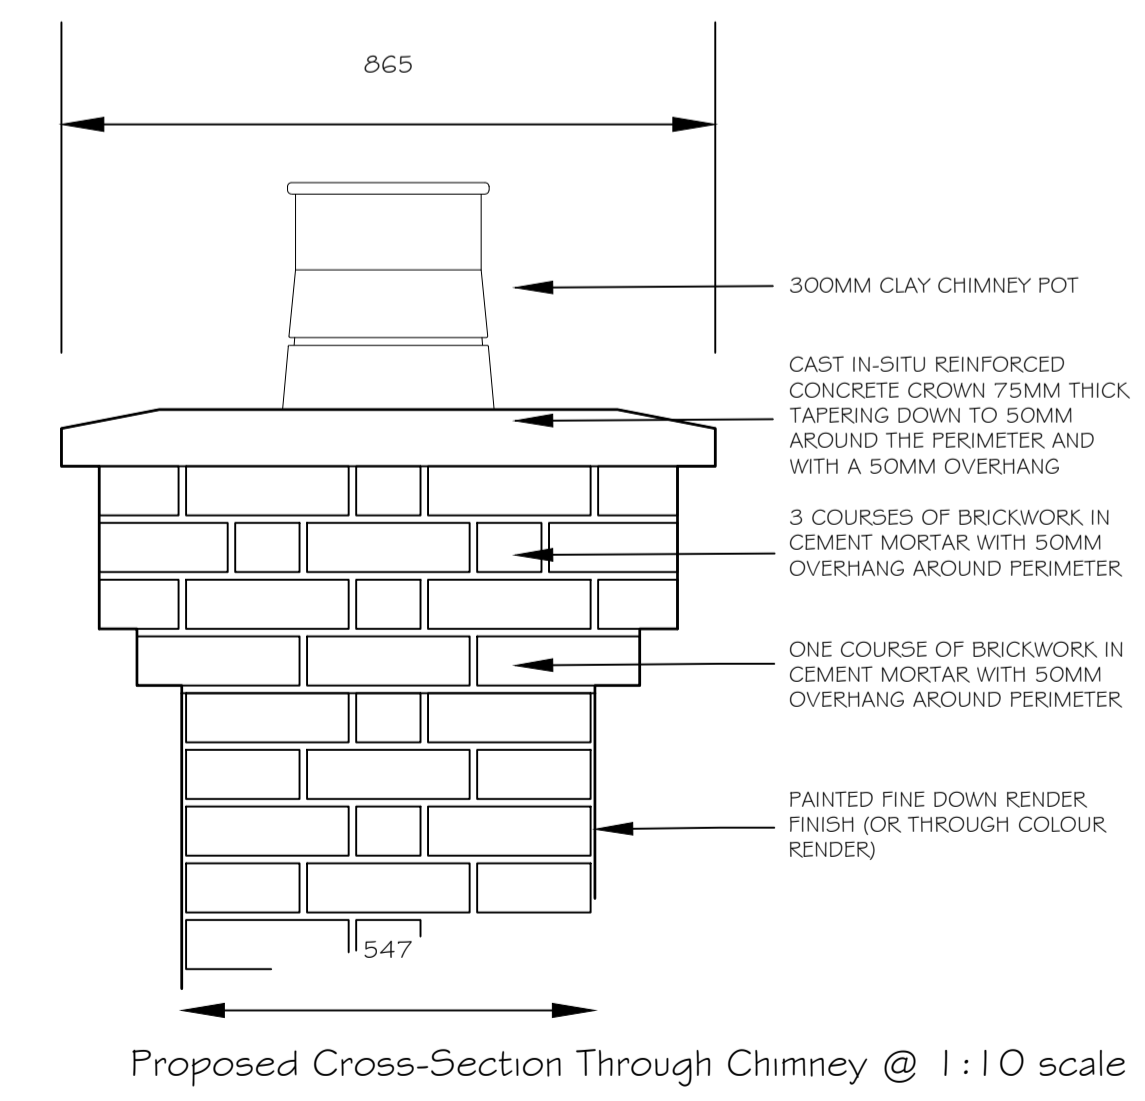 865
300MM CLAY CHIMNEY POT
CAST IN-SITU REINFORCED
CONCRETE CROWN 75MM THICK
TAPERING DOWN TO 50MM
AROUND THE PERIMETER AND
WITH A 50MM OVERHANG
3 COURSES OF BRICKWORK IN
CEMENT MORTAR WITH 50MM
OVERHANG AROUND PERIMETER
ONE COURSE OF BRICKWORK IN
CEMENT MORTAR WITH 50MM
OVERHANG AROUND PERIMETER
PAINTED FINE DOWN RENDER
FINISH (OR THROUGH COLOUR
RENDER)
547
Proposed Cross-Section Through Chimney @ 1:10 scale